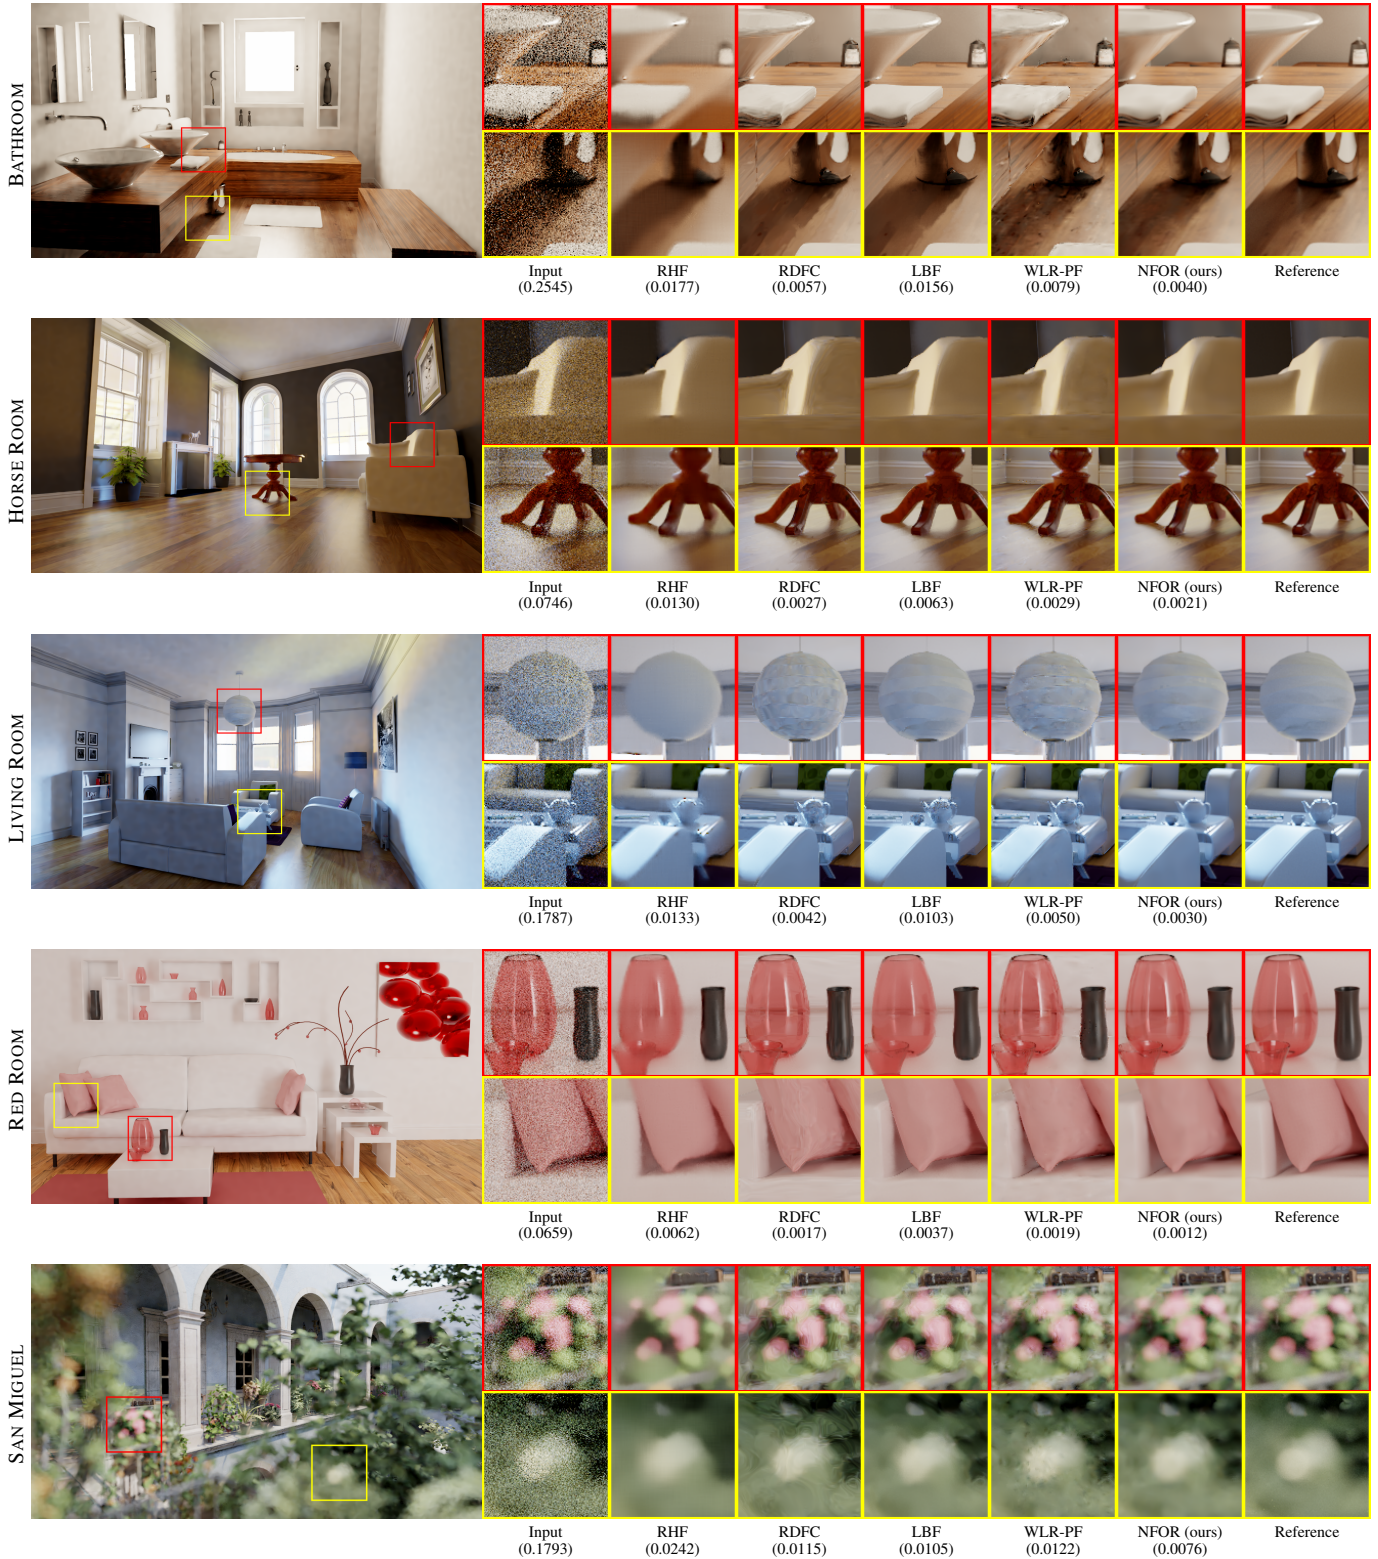 BATHROOM
Input RHF RDFC LBF WLR-PF NFOR (ours) Reference
(0.2545) (0.0177) (0.0057) (0.0156) (0.0079) (0.0040)
HORSE ROOM
Input RHF RDFC LBF WLR-PF NFOR (ours) Reference
(0.0746) (0.0130) (0.0027) (0.0063) (0.0029) (0.0021)
LIVING ROOM
Input RHF RDFC LBF WLR-PF NFOR (ours) Reference
(0.1787) (0.0133) (0.0042) (0.0103) (0.0050) (0.0030)
RED ROOM
Input RHF RDFC LBF WLR-PF NFOR (ours) Reference
(0.0659) (0.0062) (0.0017) (0.0037) (0.0019) (0.0012)
SAN MIGUEL
Input RHF RDFC LBF WLR-PF NFOR (ours) Reference
(0.1793) (0.0242) (0.0115) (0.0105) (0.0122) (0.0076)